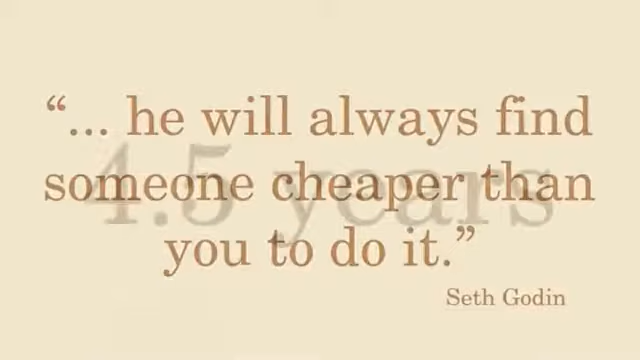 “... he will always find
4.5 years
someone cheaper than
you to do it.”
Seth Godin